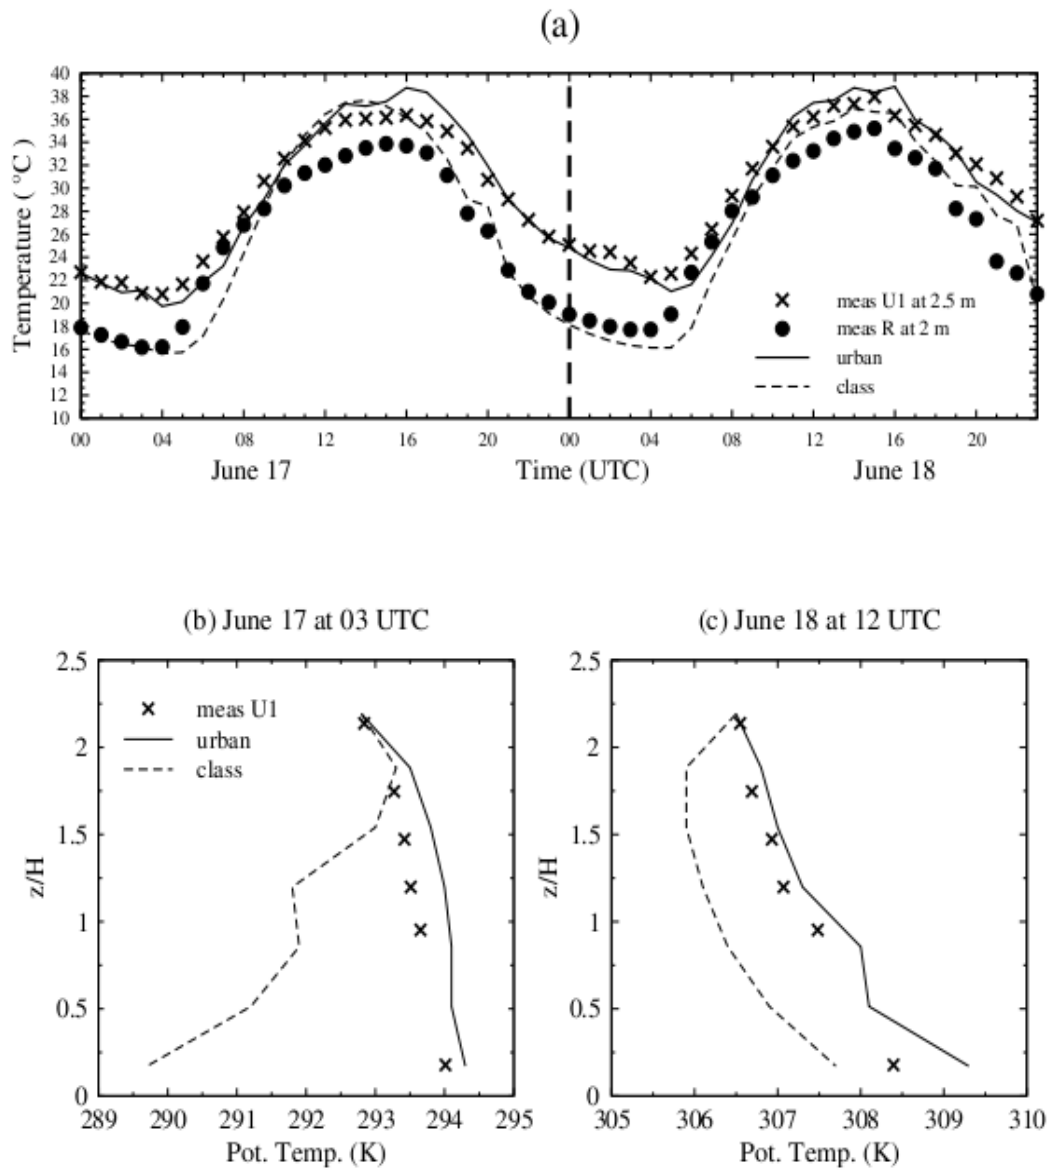 (a)
40
38
36
34
32
30
28
26
24
22
20
18
16
14
12
10
Temperature ( °C )
meas U1 at 2.5 m
meas R at 2 m
urban
class
00 04 08 12 16 20 00 04 08 12 16 20
June 17 Time (UTC) June 18
(b) June 17 at 03 UTC
2.5
2
1.5
1
0.5
0
z/H
meas U1
urban
class
289 290 291 292 293 294 295
Pot. Temp. (K)
(c) June 18 at 12 UTC
2.5
2
1.5
1
0.5
0
z/H
305 306 307 308 309 310
Pot. Temp. (K)